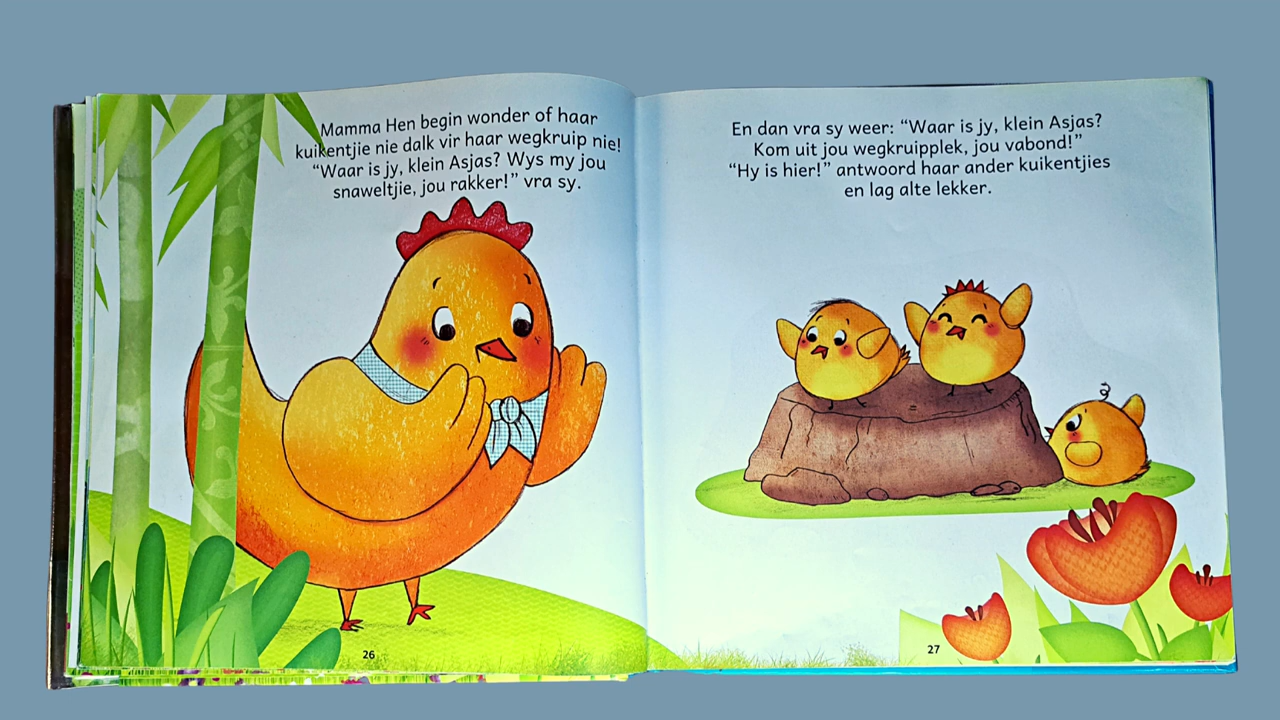 Mamma Hen begin wonder of haar
kuikentjie nie dalk vir haar wegkruip nie!
“Waar is jy, klein Asjas? Wys my jou
snaweltjie, jou rakker!” vra sy.
26
En dan vra sy weer: “Waar is jy, klein Asjas?
Kom uit jou wegkruipplek, jou vabond!”
“Hy is hier!” antwoord haar ander kuikentjies
en lag alte lekker.
27